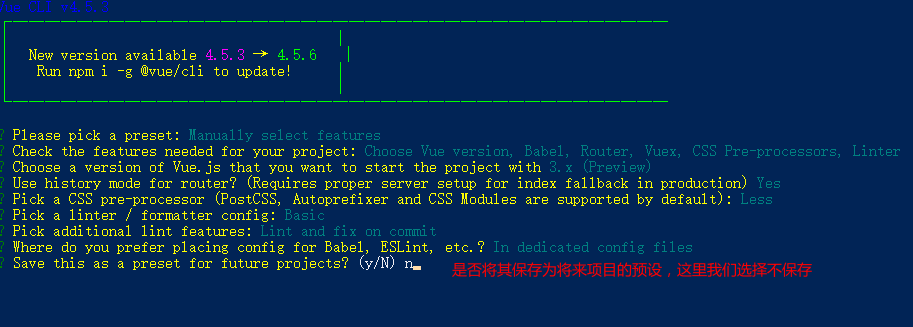 Vue CLI v4.5.3
New version available 4.5.3 → 4.5.6
Run npm i -g @vue/cli to update!
? Please pick a preset: Manually select features
? Check the features needed for your project: Choose Vue version, Babel, Router, Vuex, CSS Pre-processors, Linter
? Choose a version of Vue.js that you want to start the project with 3.x (Preview)
? Use history mode for router? (Requires proper server setup for index fallback in production) Yes
? Pick a CSS pre-processor (PostCSS, Autoprefixer and CSS Modules are supported by default): Less
? Pick a linter / formatter config: Basic
? Pick additional lint features: Lint and fix on commit
? Where do you prefer placing config for Babel, ESLint, etc.? In dedicated config files
? Save this as a preset for future projects? (y/N) n 是否将其保存为将来项目的预设，这里我们选择不保存